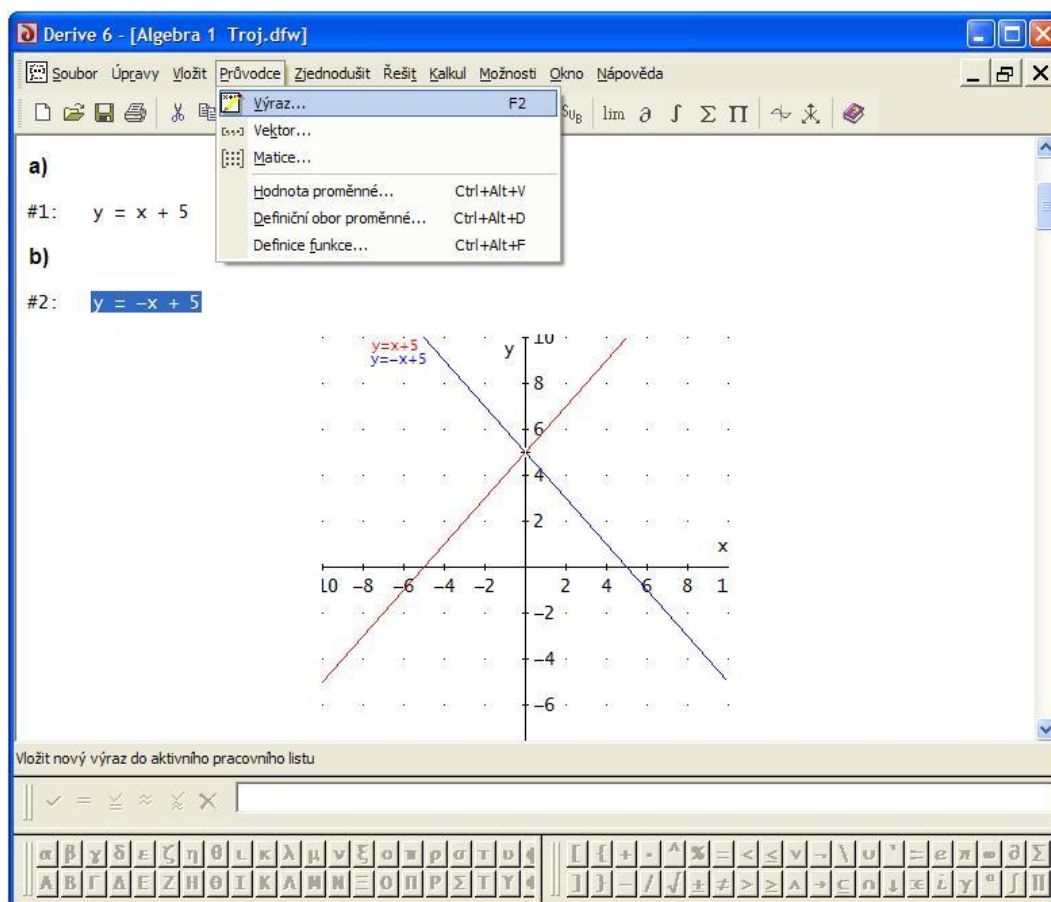 Derive 6 - [Algebra 1 Troj.dfw]
Soubor Úpravy Vložit Průvodce Zjednodušit Řešit Kalkul Možnosti Okno Nápověda
lim ∂ ∫ Σ Π
Výraz... F2
Vektor...
Matice...
Hodnota proměnné... Ctrl+Alt+V
Definiční obor proměnné... Ctrl+Alt+D
Definice funkce... Ctrl+Alt+F
a)
#1: y = x + 5
b)
#2: y = -x + 5
y=x+5
y=-x+5
y
10
8
6
4
2
x
10 -8 -6 -4 -2 2 4 6 8 1
-2
-4
-6
Vložit nový výraz do aktivního pracovního listu
✓ = ≈
α β γ δ ε ζ η θ ι κ λ μ ν ξ ο π ρ σ τ υ [ { + · ^ % = < ≤ ∨ ¬ \ ∪ ' := e π ∞ ∂ Σ
Α Β Γ Δ Ε Ζ Η Θ Ι Κ Λ Μ Ν Ξ Ο Π Ρ Σ Τ Υ ] } - / √ ± ≠ > ≥ ∧ → ⊆ ∩ ↓ :∈ i γ ° ∫ Π